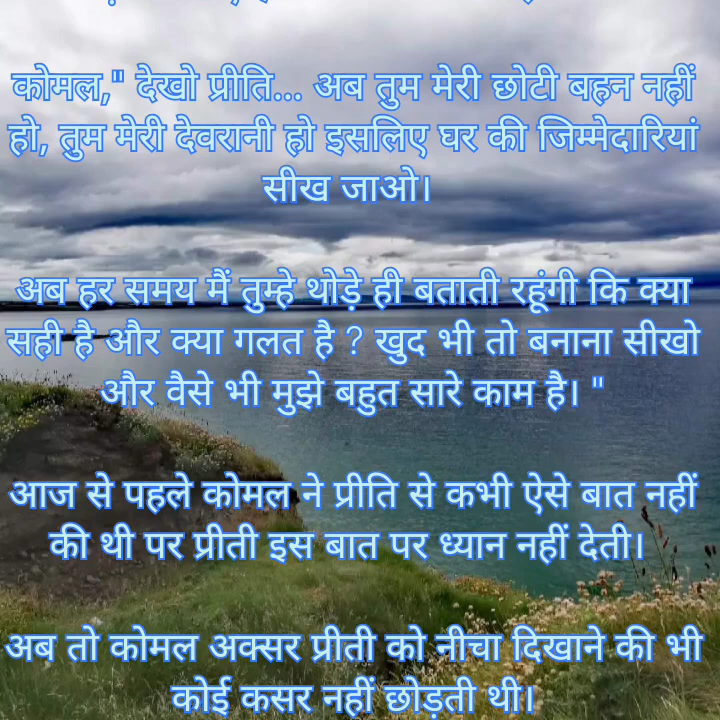 कोमल," देखो प्रीति... अब तुम मेरी छोटी बहन नहीं
हो, तुम मेरी देवरानी हो इसलिए घर की जिम्मेदारियां
सीख जाओ।
अब हर समय मैं तुम्हे थोड़े ही बताती रहूंगी कि क्या
सही है और क्या गलत है ? खुद भी तो बनाना सीखो
और वैसे भी मुझे बहुत सारे काम है। "
आज से पहले कोमल ने प्रीति से कभी ऐसे बात नहीं
की थी पर प्रीती इस बात पर ध्यान नहीं देती।
अब तो कोमल अक्सर प्रीती को नीचा दिखाने की भी
कोई कसर नहीं छोड़ती थी।